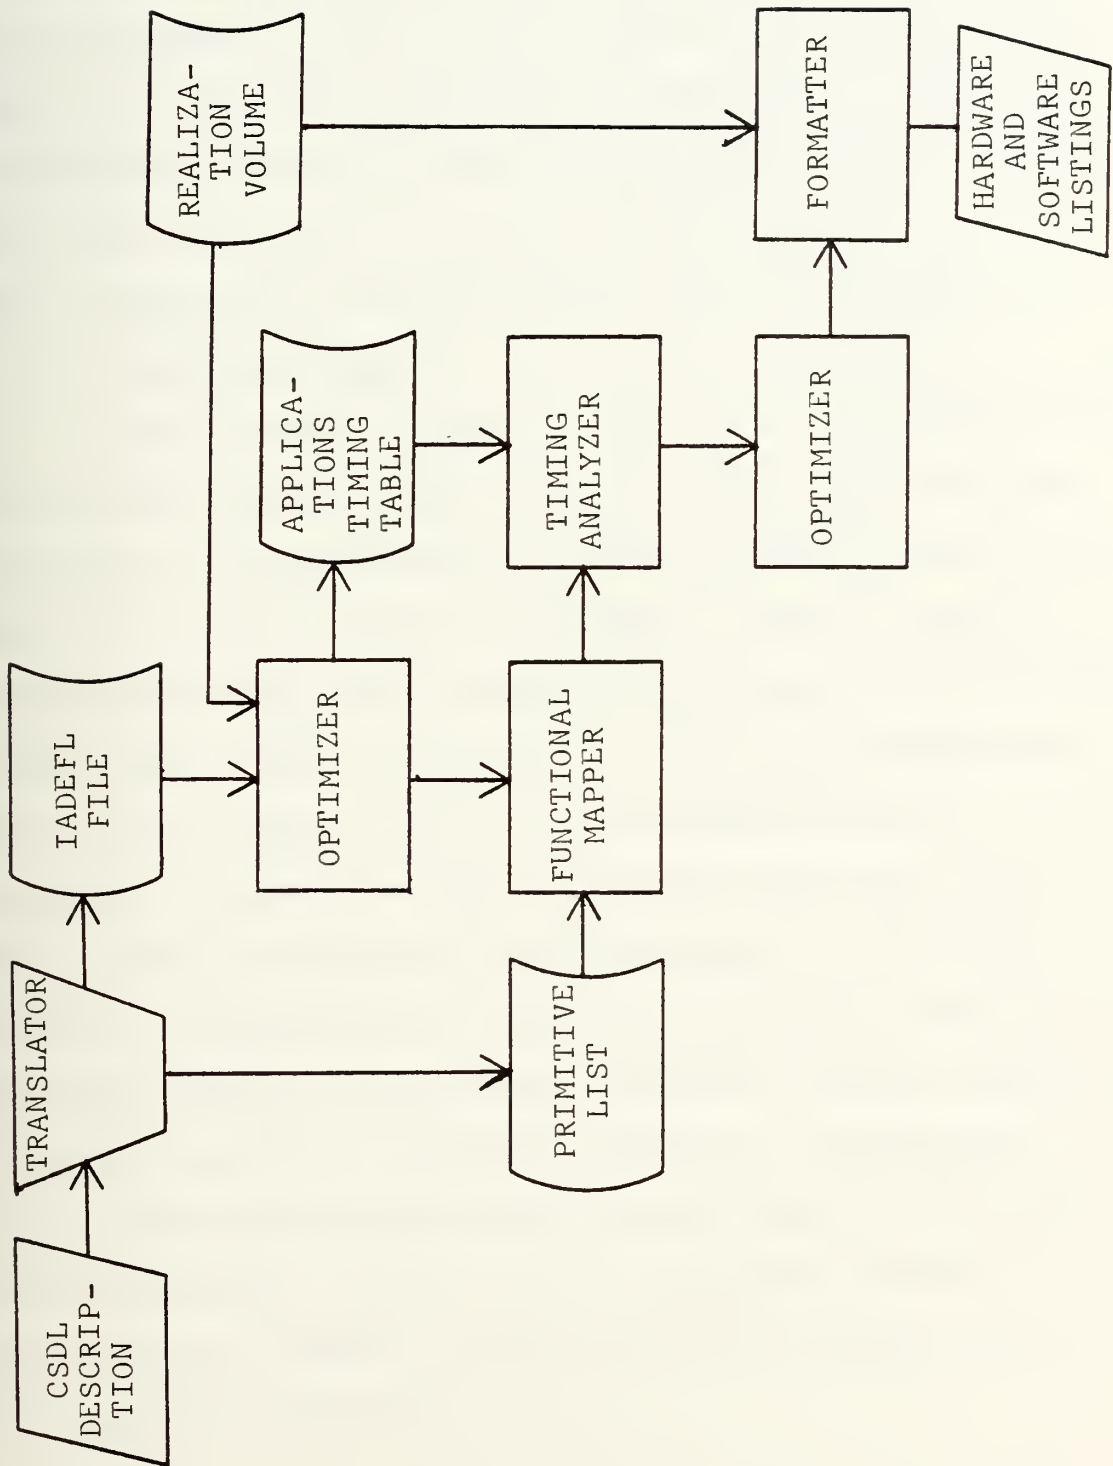 CSDL
DESCRIP-
TION
TRANSLATOR
IADEFL
FILE
REALIZA-
TION
VOLUME
OPTIMIZER
APPLICA-
TIONS
TIMING
TABLE
PRIMITIVE
LIST
FUNCTIONAL
MAPPER
TIMING
ANALYZER
OPTIMIZER
FORMATTER
HARDWARE
AND
SOFTWARE
LISTINGS